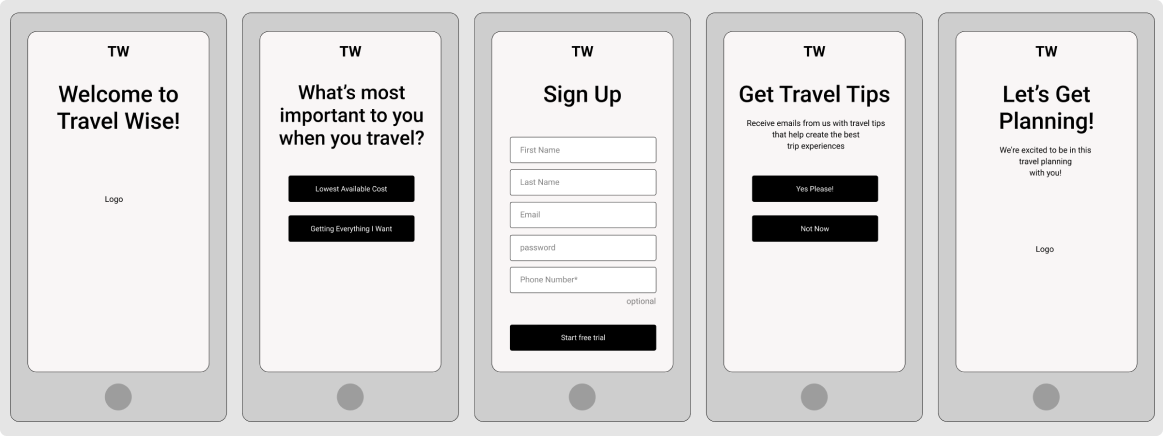 TW
Welcome to
Travel Wise!
Logo
TW
What's most
important to you
when you travel?
Lowest Available Cost
Getting Everything I Want
TW
Sign Up
First Name
Last Name
Email
password
Phone Number*
optional
Start free trial
TW
Get Travel Tips
Receive emails from us with travel tips
that help create the best
trip experiences
Yes Please!
Not Now
TW
Let's Get
Planning!
We're excited to be in this
travel planning
with you!
Logo